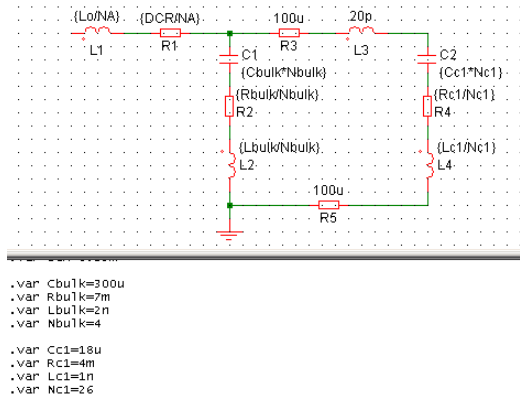 {Lo/NA} {DCR/NA} 100u 20p
L1 R1 R3 L3
C1 C2
{Cbulk*Nbulk} {Cc1*Nc1}
{Rbulk/Nbulk} {Rc1/Nc1}
R2 R4
{Lbulk/Nbulk} {Lc1/Nc1}
L2 L4
100u
R5
.var Cbulk=300u
.var Rbulk=7m
.var Lbulk=2n
.var Nbulk=4
.var Cc1=18u
.var Rc1=4m
.var Lc1=1n
.var Nc1=26